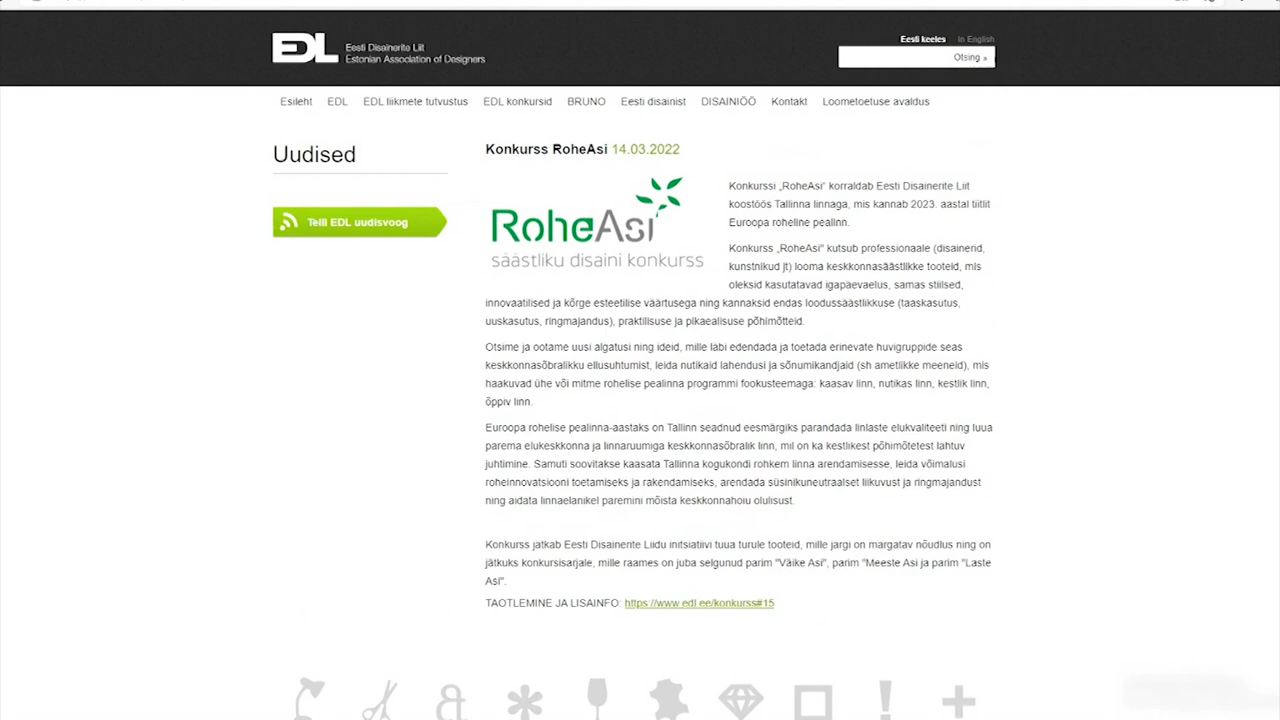 EDL
Eesti Disainerite Liit
Estonian Association of Designers
Eesti keeles In English
Otsing »
Esileht EDL EDL liikmete tutvustus EDL konkursid BRUNO Eesti disainist DISAINIÖÖ Kontakt Loometoetuse avaldus
Uudised
Telli EDL uudisvoog
Konkurss RoheAsi 14.03.2022
RoheAsi
säästliku disaini konkurss
Konkurssi „RoheAsi" korraldab Eesti Disainerite Liit
koostöös Tallinna linnaga, mis kannab 2023. aastal tiitlit
Euroopa roheline pealinn.
Konkurss „RoheAsi" kutsub professionaale (disainerid,
kunstnikud jt) looma keskkonnasäästlikke tooteid, mis
oleksid kasutatavad igapäevaelus, samas stiilsed,
innovaatilised ja kõrge esteetilise väärtusega ning kannaksid endas loodussäästlikkuse (taaskasutus,
uuskasutus, ringmajandus), praktilisuse ja pikaealisuse põhimõtteid.
Otsime ja ootame uusi algatusi ning ideid, mille läbi edendada ja toetada erinevate huvigruppide seas
keskkonnasõbralikku ellusuhtumist, leida nutikaid lahendusi ja sõnumikandjaid (sh ametlikke meeneid), mis
haakuvad ühe või mitme rohelise pealinna programmi fookusteemaga: kaasav linn, nutikas linn, kestlik linn,
õppiv linn.
Euroopa rohelise pealinna-aastaks on Tallinn seadnud eesmärgiks parandada linlaste elukvaliteeti ning luua
parema elukeskkonna ja linnaruumiga keskkonnasõbralik linn, mil on ka kestlikest põhimõtetest lähtuv
juhtimine. Samuti soovitakse kaasata Tallinna kogukondi rohkem linna arendamisesse, leida võimalusi
roheinnovatsiooni toetamiseks ja rakendamiseks, arendada süsinikuneutraalset liikuvust ja ringmajandust
ning aidata linnaelanikel paremini mõista keskkonnahoiu olulisust.
Konkurss jätkab Eesti Disainerite Liidu initsiatiivi tuua turule tooteid, mille järgi on märgatav nõudlus ning on
jätkuks konkursisarjale, mille raames on juba selgunud parim "Väike Asi", parim "Meeste Asi ja parim "Laste
Asi".
TAOTLEMINE JA LISAINFO: https://www.edl.ee/konkurss#15